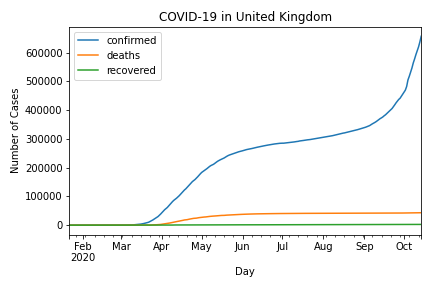 COVID-19 in United Kingdom
confirmed
deaths
recovered
Number of Cases
600000
500000
400000
300000
200000
100000
0
Feb Mar Apr May Jun Jul Aug Sep Oct
2020
Day